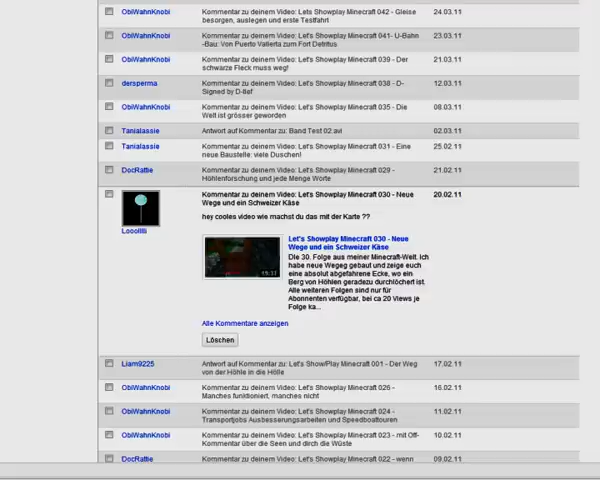 ObiWahnKnobi Kommentar zu deinem Video: Lets Showplay Minecraft 042 - Gleise 24.03.11
besorgen, auslegen und erste Testfahrt
ObiWahnKnobi Kommentar zu deinem Video: Lets Showplay Minecraft 041- U-Bahn 23.03.11
-Bau: Von Puerto Vallerta zum Fort Detritus
ObiWahnKnobi Kommentar zu deinem Video: Lets Showplay Minecraft 039 - Der 21.03.11
schwarze Fleck muss weg!
dersperma Kommentar zu deinem Video: Lets Showplay Minecraft 038 - D- 12.03.11
Signed by D-tief
ObiWahnKnobi Kommentar zu deinem Video: Lets Showplay Minecraft 035 - Die 08.03.11
Welt ist grösser geworden
Tanialassie Antwort auf Kommentar zu: Band Test 02.avi 02.03.11
Tanialassie Kommentar zu deinem Video: Let's Showplay Minecraft 031 - Eine 25.02.11
neue Baustelle: viele Duschen!
DocRattie Kommentar zu deinem Video: Let's Showplay Minecraft 029 - 21.02.11
Höhlenforschung und jede Menge Worte
Kommentar zu deinem Video: Let's Showplay Minecraft 030 - Neue 20.02.11
Wege und ein Schweizer Käse
hey cooles video wie machst du das mit der Karte ??
Let's Showplay Minecraft 030 - Neue
Wege und ein Schweizer Käse
Die 30. Folge aus meiner Minecraft-Welt. Ich
habe neue Wegeg gebaut und zeige euch
eine absolut abgefahrene Ecke, wo ein
Berg von Höhlen geradezu durchlöchert ist.
Alle weiteren Folgen sind nur für
Abonnenten verfügbar, bei ca 20 Views je
Folge ka...
Alle Kommentare anzeigen
Löschen
Liam9225 Antwort auf Kommentar zu: Let's Show/Play Minecraft 001 - Der Weg 17.02.11
von der Höhle in die Hölle
ObiWahnKnobi Kommentar zu deinem Video: Let's Showplay Minecraft 026 - 16.02.11
Manches funktioniert, manches nicht
ObiWahnKnobi Kommentar zu deinem Video: Let's Showplay Minecraft 024 - 11.02.11
Transportjobs Ausbesserungsarbeiten und Speedboattouren
ObiWahnKnobi Kommentar zu deinem Video: Let's Showplay Minecraft 023 - mit Off- 10.02.11
Kommentar über die Seen und dirch die Wüste
DocRattie Kommentar zu deinem Video: Let's Showplay Minecraft 022 - wenn 09.02.11